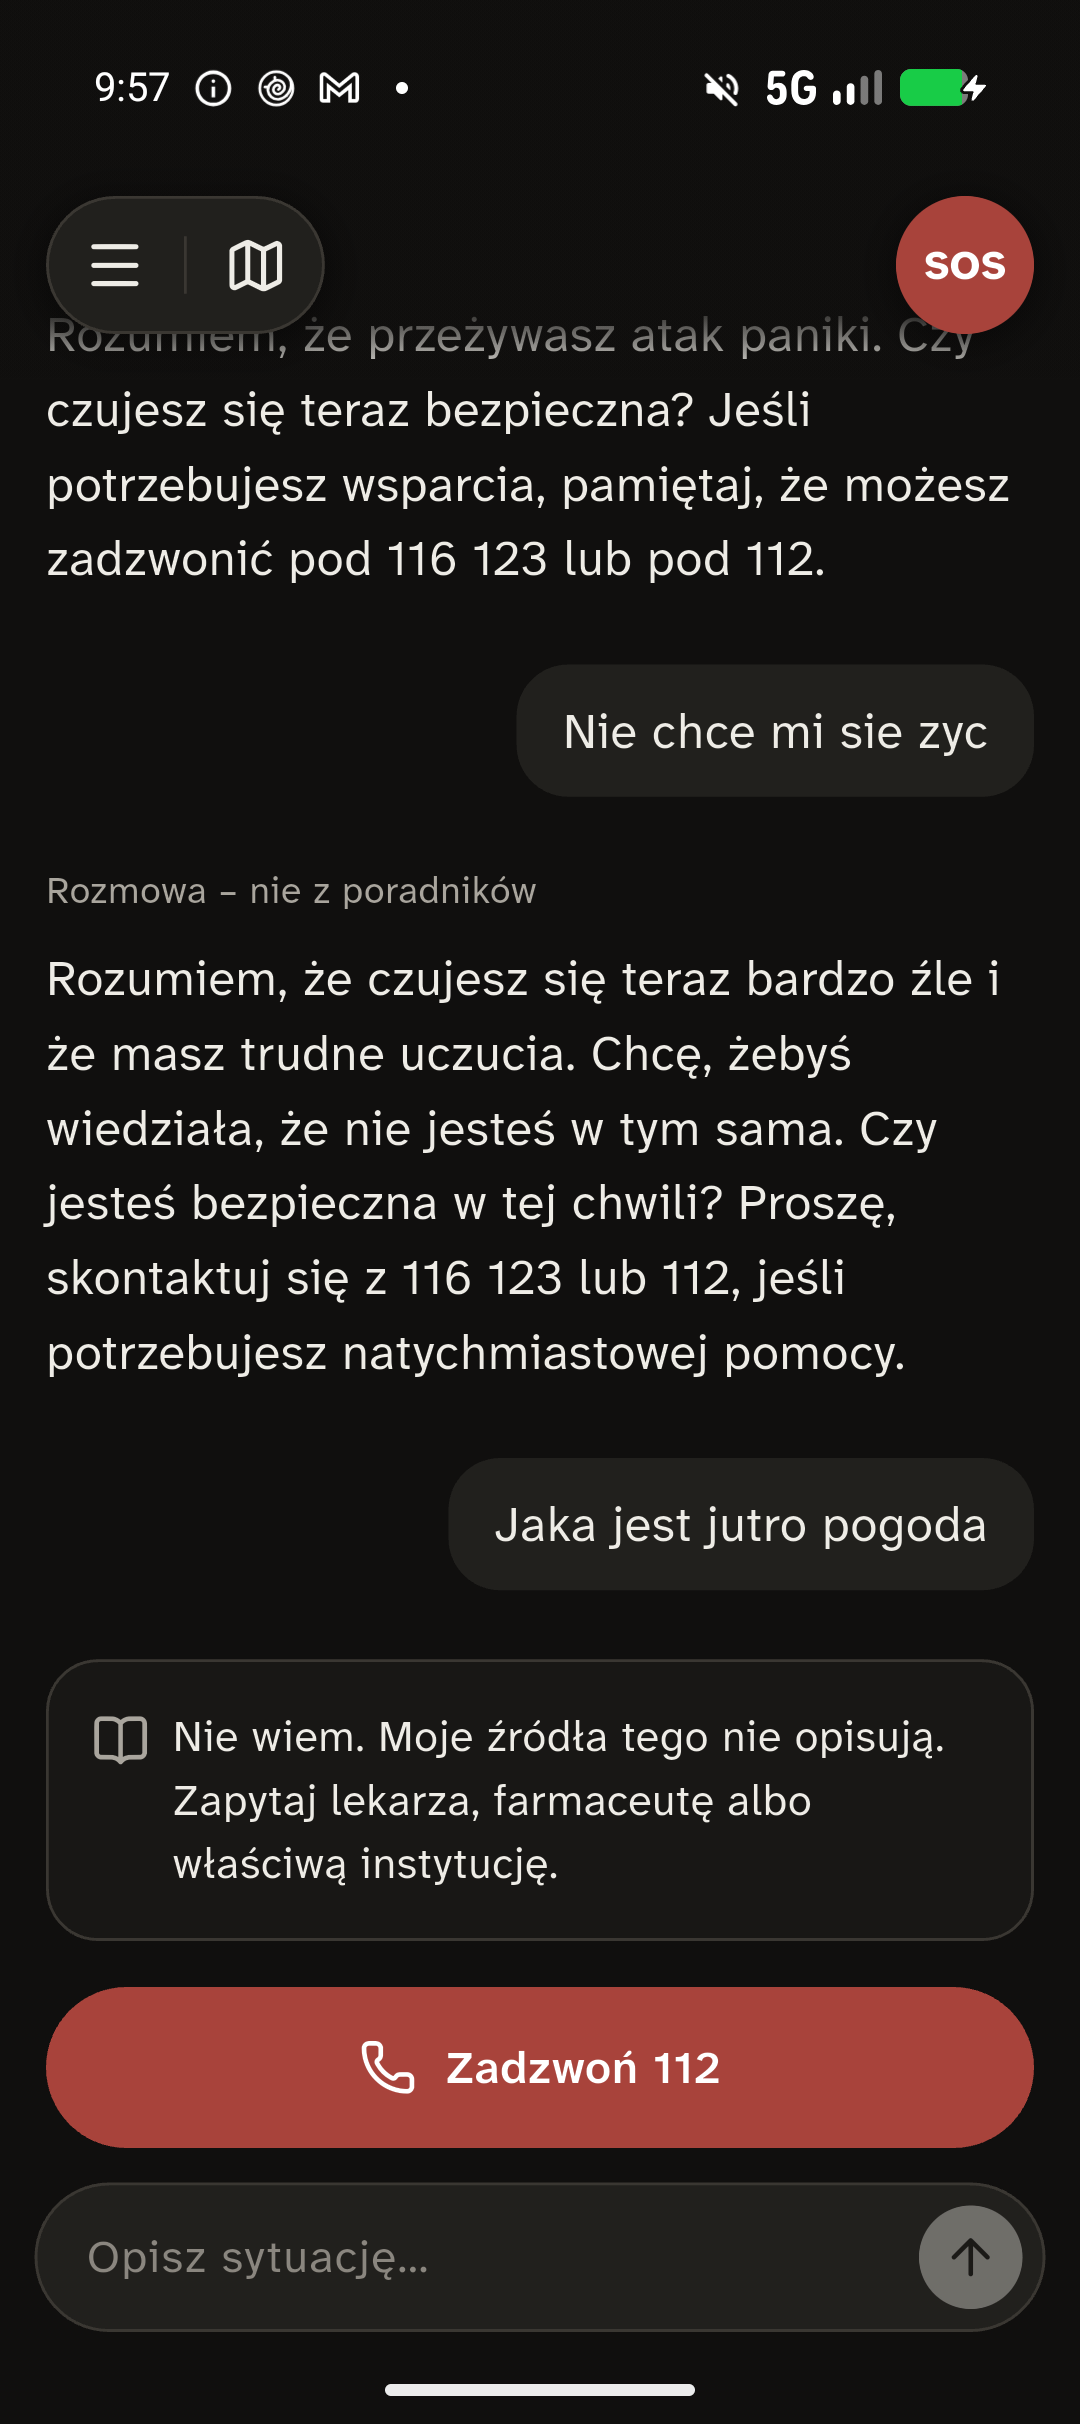 9:57
5G
SOS
Rozumiem, że przeżywasz atak paniki. Czy
czujesz się teraz bezpieczna? Jeśli
potrzebujesz wsparcia, pamiętaj, że możesz
zadzwonić pod 116 123 lub pod 112.
Nie chce mi sie zyc
Rozmowa – nie z poradników
Rozumiem, że czujesz się teraz bardzo źle i
że masz trudne uczucia. Chcę, żebyś
wiedziała, że nie jesteś w tym sama. Czy
jesteś bezpieczna w tej chwili? Proszę,
skontaktuj się z 116 123 lub 112, jeśli
potrzebujesz natychmiastowej pomocy.
Jaka jest jutro pogoda
Nie wiem. Moje źródła tego nie opisują.
Zapytaj lekarza, farmaceutę albo
właściwą instytucję.
Zadzwoń 112
Opisz sytuację...